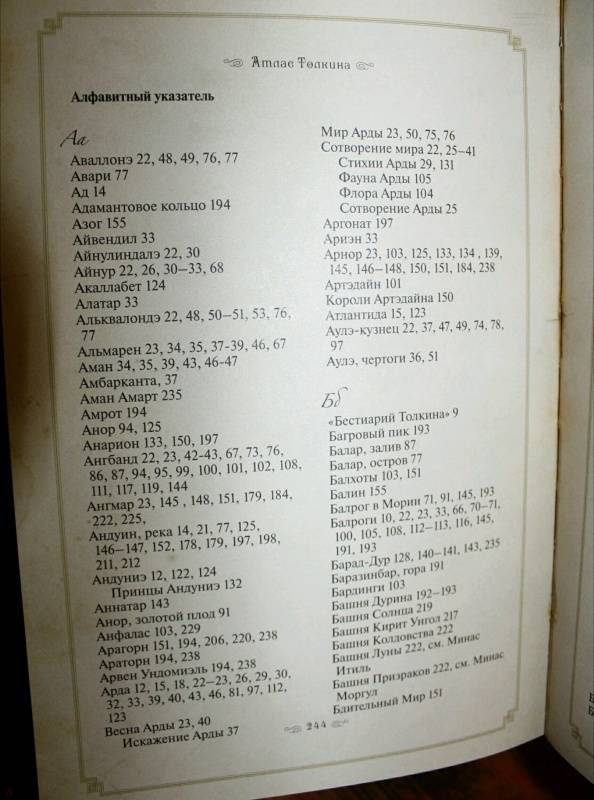 Атлас Толкина
Алфавитный указатель
Аа
Аваллонэ 22, 48, 49, 76, 77
Авари 77
Ад 14
Адамантовое кольцо 194
Азог 155
Айвендил 33
Айнулиндалэ 22, 30
Айнур 22, 26, 30–33, 68
Акаллабет 124
Алатар 33
Альквалондэ 22, 48, 50–51, 53, 76,
77
Альмарен 23, 34, 35, 37-39, 46, 67
Аман 34, 35, 39, 43, 46-47
Амбарканта, 37
Аман Амарт 235
Амрот 194
Анор 94, 125
Анарион 133, 150, 197
Ангбанд 22, 23, 42-43, 67, 73, 76,
86, 87, 94, 95, 99, 100, 101, 102, 108,
111, 117, 119, 144
Ангмар 23, 145 , 148, 151, 179, 184,
222, 225,
Андуин, река 14, 21, 77, 125,
146–147, 152, 178, 179, 197, 198,
211, 212
Андуниэ 12, 122, 124
Принцы Андуниэ 132
Аннатар 143
Анор, золотой плод 91
Анфалас 103, 229
Арагорн 151, 194, 206, 220, 238
Араторн 194, 238
Арвен Ундомиэль 194, 238
Арда 12, 15, 18, 22–23, 26, 29, 30,
32, 33, 39, 40, 43, 46, 81, 97, 112,
123
Весна Арды 23, 40
Искажение Арды 37
Мир Арды 23, 50, 75, 76
Сотворение мира 22, 25–41
Стихии Арды 29, 131
Фауна Арды 105
Флора Арды 104
Сотворение Арды 25
Аргонат 197
Ариэн 33
Арнор 23, 103, 125, 133, 134 , 139,
145, 146–148, 150, 151, 184, 238
Артэдайн 101
Короли Артэдайна 150
Атлантида 15, 123
Аулэ-кузнец 22, 37, 47, 49, 74, 78,
97
Аулэ, чертоги 36, 51
Бб
«Бестиарий Толкина» 9
Багровый пик 193
Балар, залив 87
Балар, остров 77
Балхоты 103, 151
Балин 155
Балрог в Мории 71, 91, 145, 193
Балроги 10, 22, 23, 33, 66, 70–71,
100, 105, 108, 112–113, 116, 145,
191, 193
Барад-Дур 128, 140–141, 143, 235
Баразинбар, гора 191
Бардинги 103
Башня Дурина 192–193
Башня Солнца 219
Башня Кирит Унгол 217
Башня Колдовства 222
Башня Луны 222, см. Минас
Итиль
Башня Призраков 222, см. Минас
Моргул
Бдительный Мир 151
244